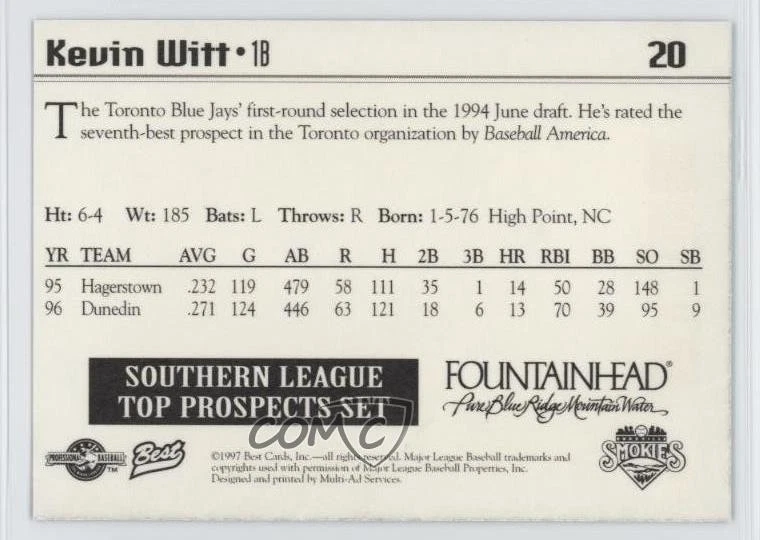 Kevin Witt • 1B 20
The Toronto Blue Jays' first-round selection in the 1994 June draft. He's rated the
seventh-best prospect in the Toronto organization by Baseball America.
Ht: 6-4 Wt: 185 Bats: L Throws: R Born: 1-5-76 High Point, NC
YR TEAM AVG G AB R H 2B 3B HR RBI BB SO SB
95 Hagerstown .232 119 479 58 111 35 1 14 50 28 148 1
96 Dunedin .271 124 446 63 121 18 6 13 70 39 95 9
SOUTHERN LEAGUE
TOP PROSPECTS SET
FOUNTAINHEAD®
Pure Blue Ridge Mountain Water
COMC
PROFESSIONAL BASEBALL TM
Best
©1997 Best Cards, Inc.—all rights reserved. Major League Baseball trademarks and
copyrights used with permission of Major League Baseball Properties, Inc.
Designed and printed by Multi-Ad Services.
SMOKIES